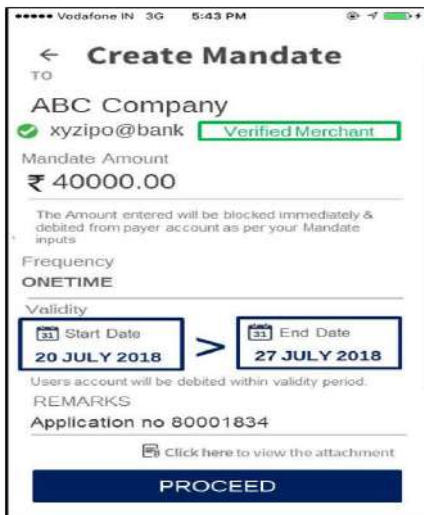 Vodafone IN 3G 5:43 PM
← Create Mandate
TO
ABC Company
xyzipo@bank Verified Merchant
Mandate Amount
₹ 40000.00
The Amount entered will be blocked immediately &
debited from payer account as per your Mandate
inputs
Frequency
ONETIME
Validity
31 Start Date > 31 End Date
20 JULY 2018 27 JULY 2018
Users account will be debited within validity period.
REMARKS
Application no 80001834
Click here to view the attachment
PROCEED